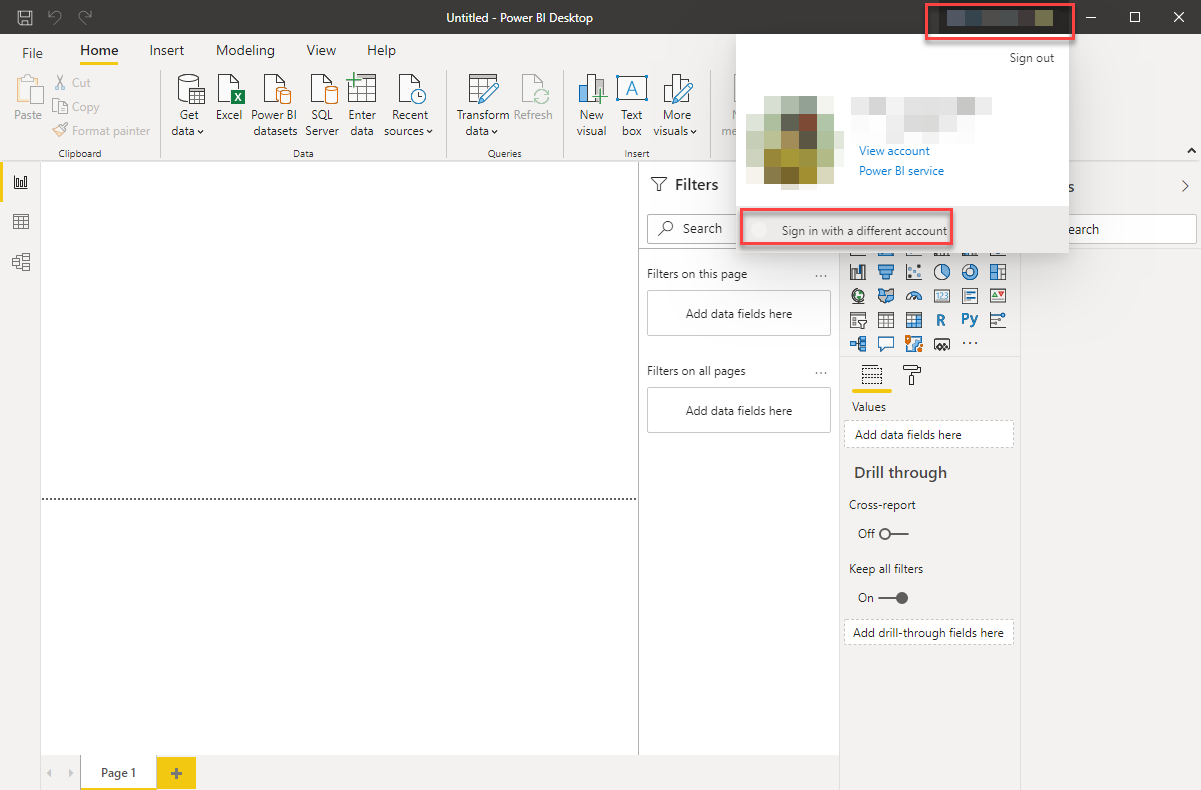 Untitled - Power BI Desktop
File
Home
Insert
Modeling
View
Help
Sign out
Paste
Cut
Copy
Format painter
Clipboard
Get
data
Excel
Power BI
datasets
SQL
Server
Enter
data
Recent
sources
Data
Transform
data
Refresh
Queries
New
visual
Text
box
A
More
visuals
Insert
View account
Power BI service
Sign in with a different account
Filters
Search
Filters on this page
...
Add data fields here
Filters on all pages
...
Add data fields here
123
R
Py
...
Values
Add data fields here
Drill through
Cross-report
Off
Keep all filters
On
Add drill-through fields here
Page 1
+